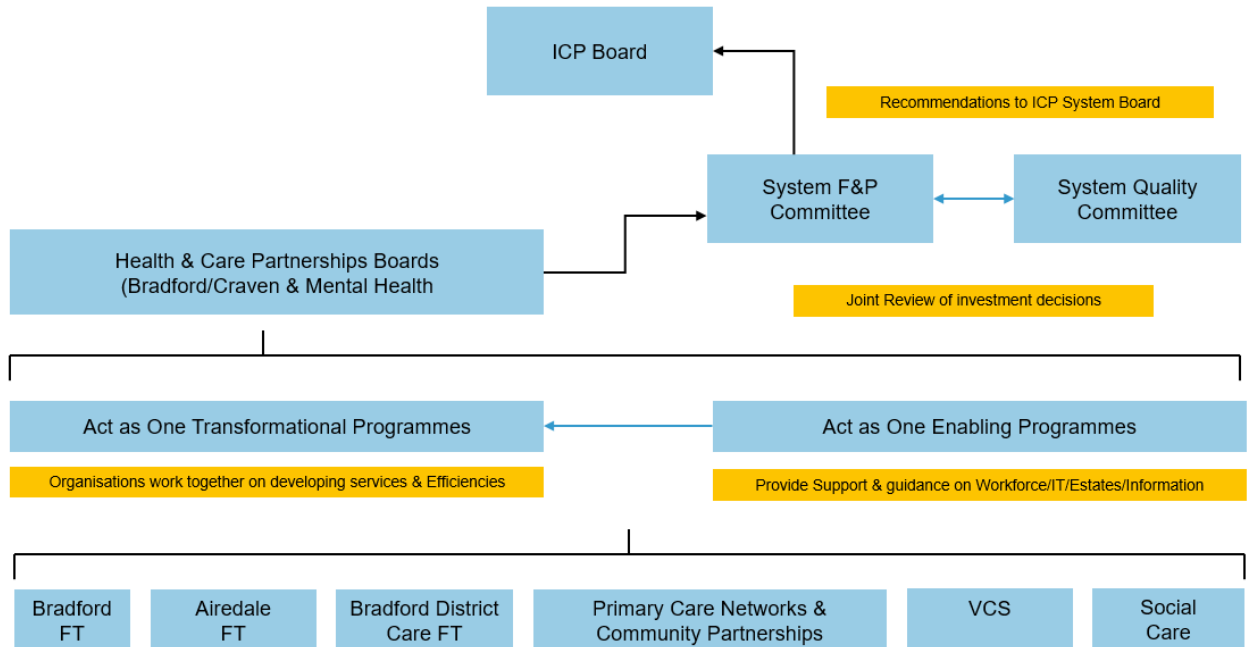 ICP Board
Recommendations to ICP System Board
System F&P
Committee
System Quality
Committee
Health & Care Partnerships Boards
(Bradford/Craven & Mental Health
Joint Review of investment decisions
Act as One Transformational Programmes
Act as One Enabling Programmes
Organisations work together on developing services & Efficiencies
Provide Support & guidance on Workforce/IT/Estates/Information
Bradford
FT
Airedale
FT
Bradford District
Care FT
Primary Care Networks &
Community Partnerships
VCS
Social
Care